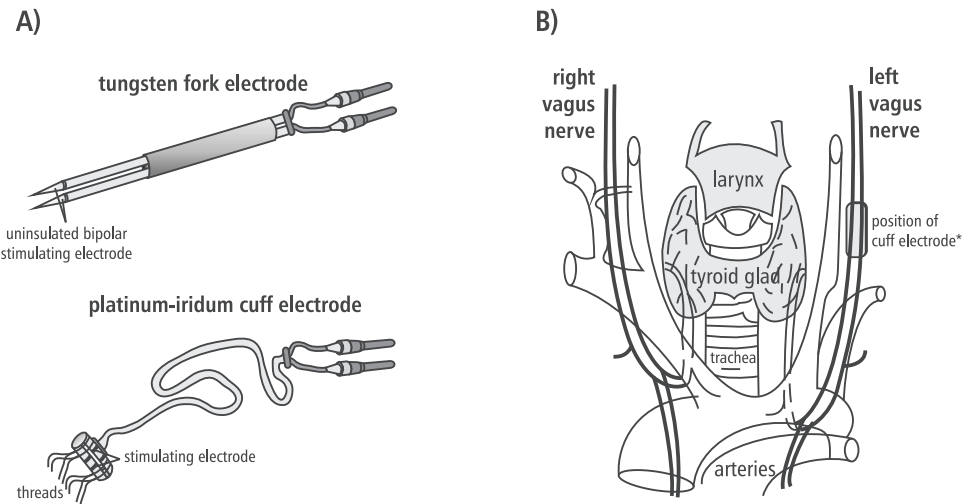 A)
tungsten fork electrode
uninsulated bipolar
stimulating electrode
platinum-iridum cuff electrode
stimulating electrode
threads
B)
right
vagus
nerve
left
vagus
nerve
larynx
position of
cuff electrode*
tyroid glad
trachea
arteries